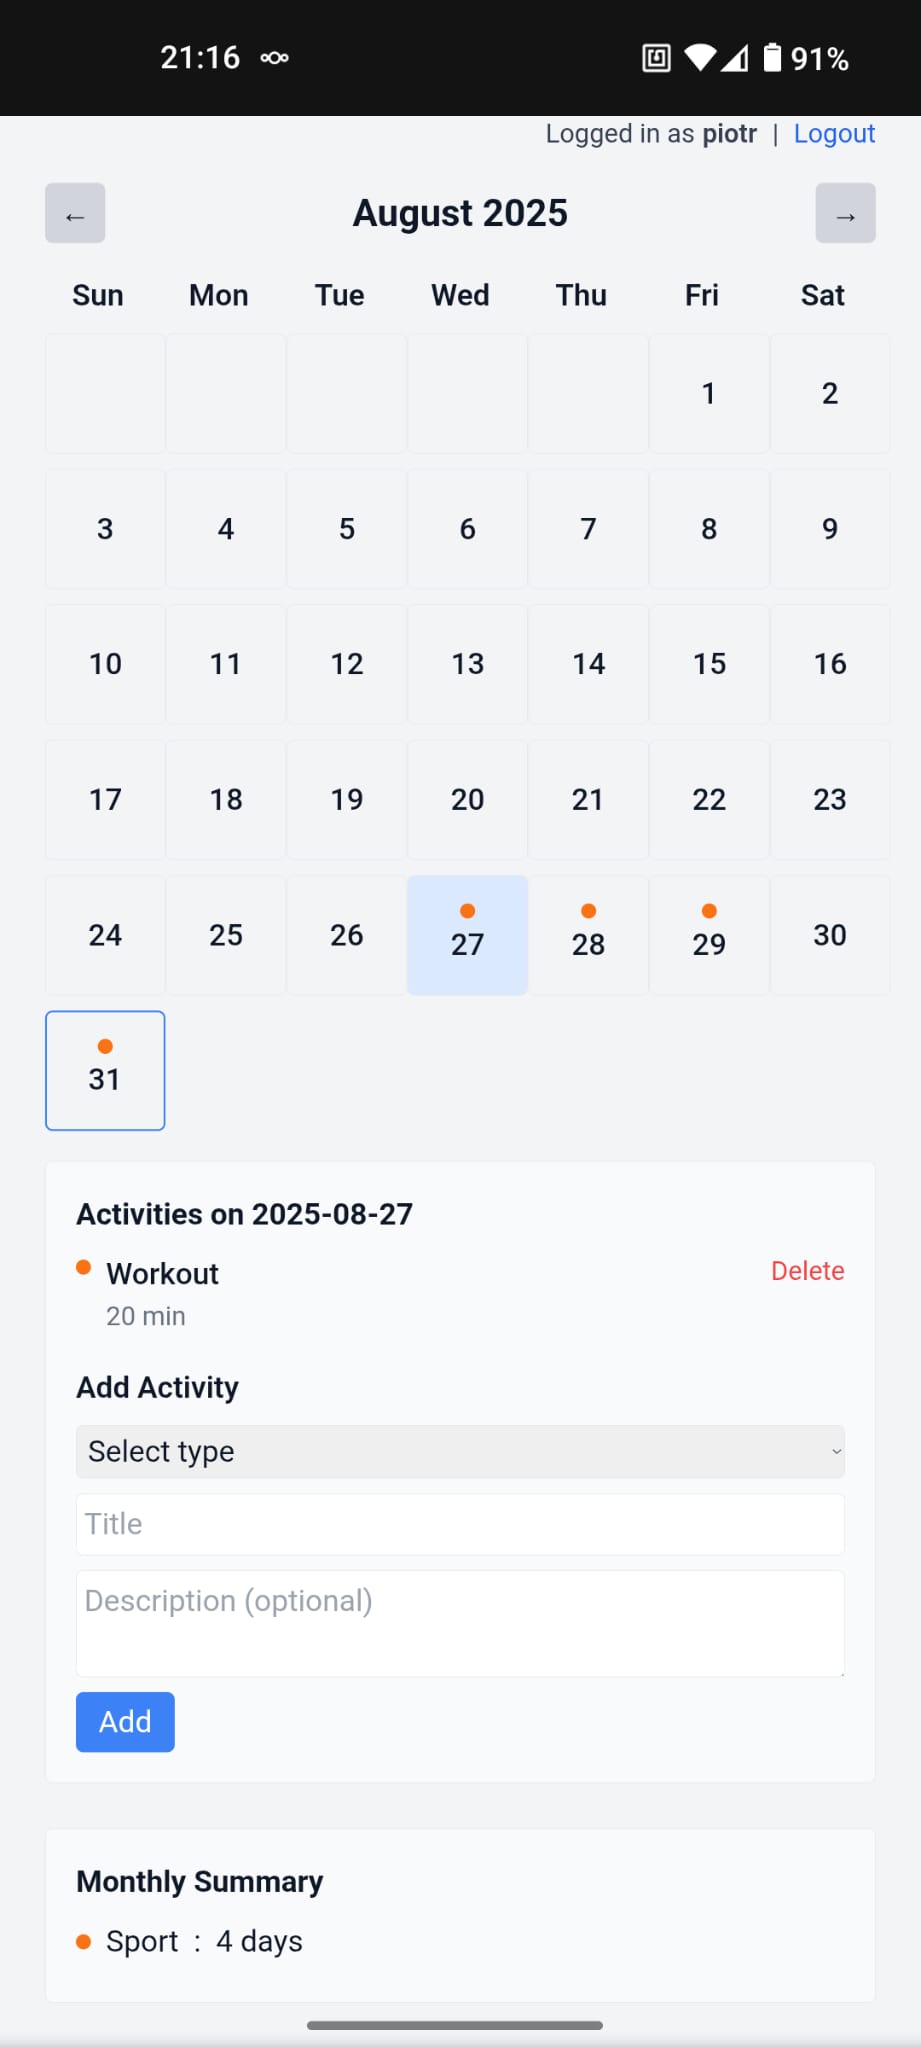 21:16 91%
Logged in as piotr | Logout
← August 2025 →
Sun Mon Tue Wed Thu Fri Sat
1 2
3 4 5 6 7 8 9
10 11 12 13 14 15 16
17 18 19 20 21 22 23
24 25 26 27 28 29 30
31
Activities on 2025-08-27
Workout Delete
20 min
Add Activity
Select type
Title
Description (optional)
Add
Monthly Summary
Sport : 4 days